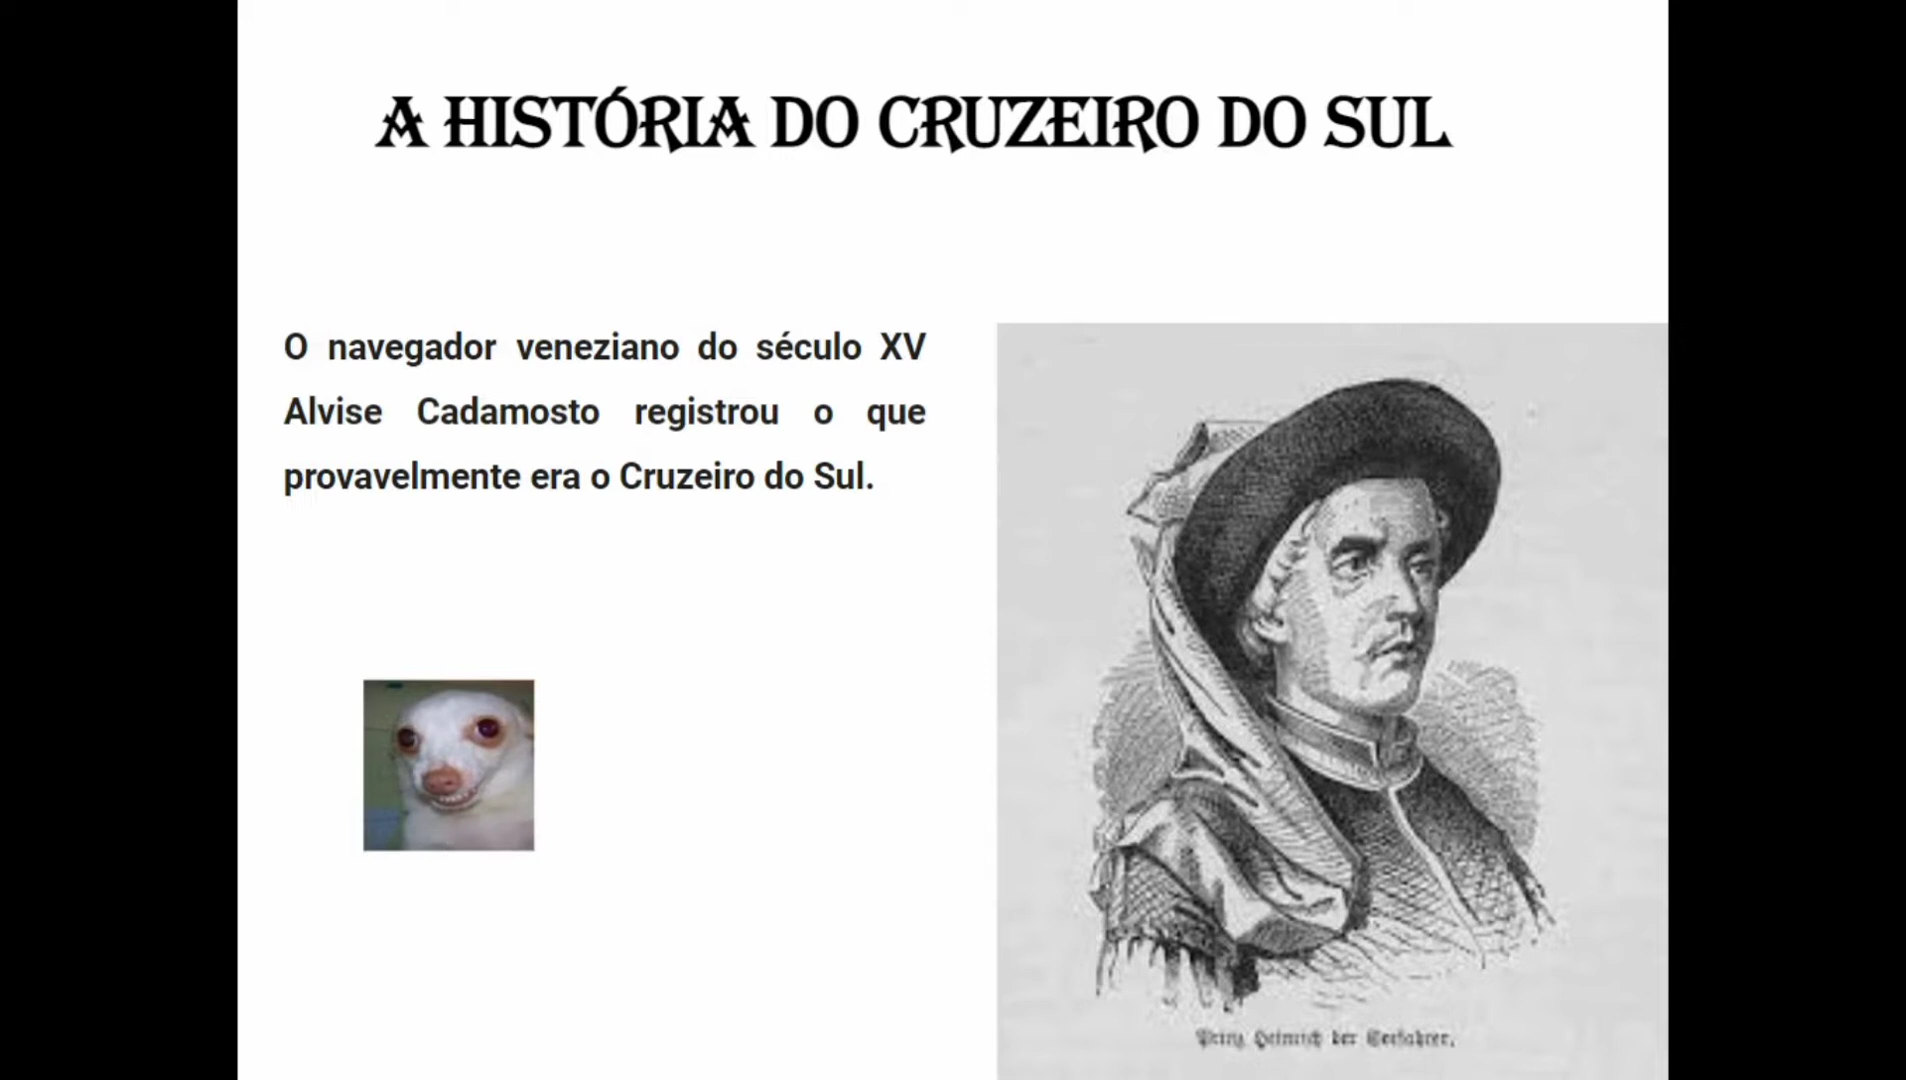 A HISTÓRIA DO CRUZEIRO DO SUL
O navegador veneziano do século XV
Alvise Cadamosto registrou o que
provavelmente era o Cruzeiro do Sul.
Prinz Heinrich der Seefahrer.